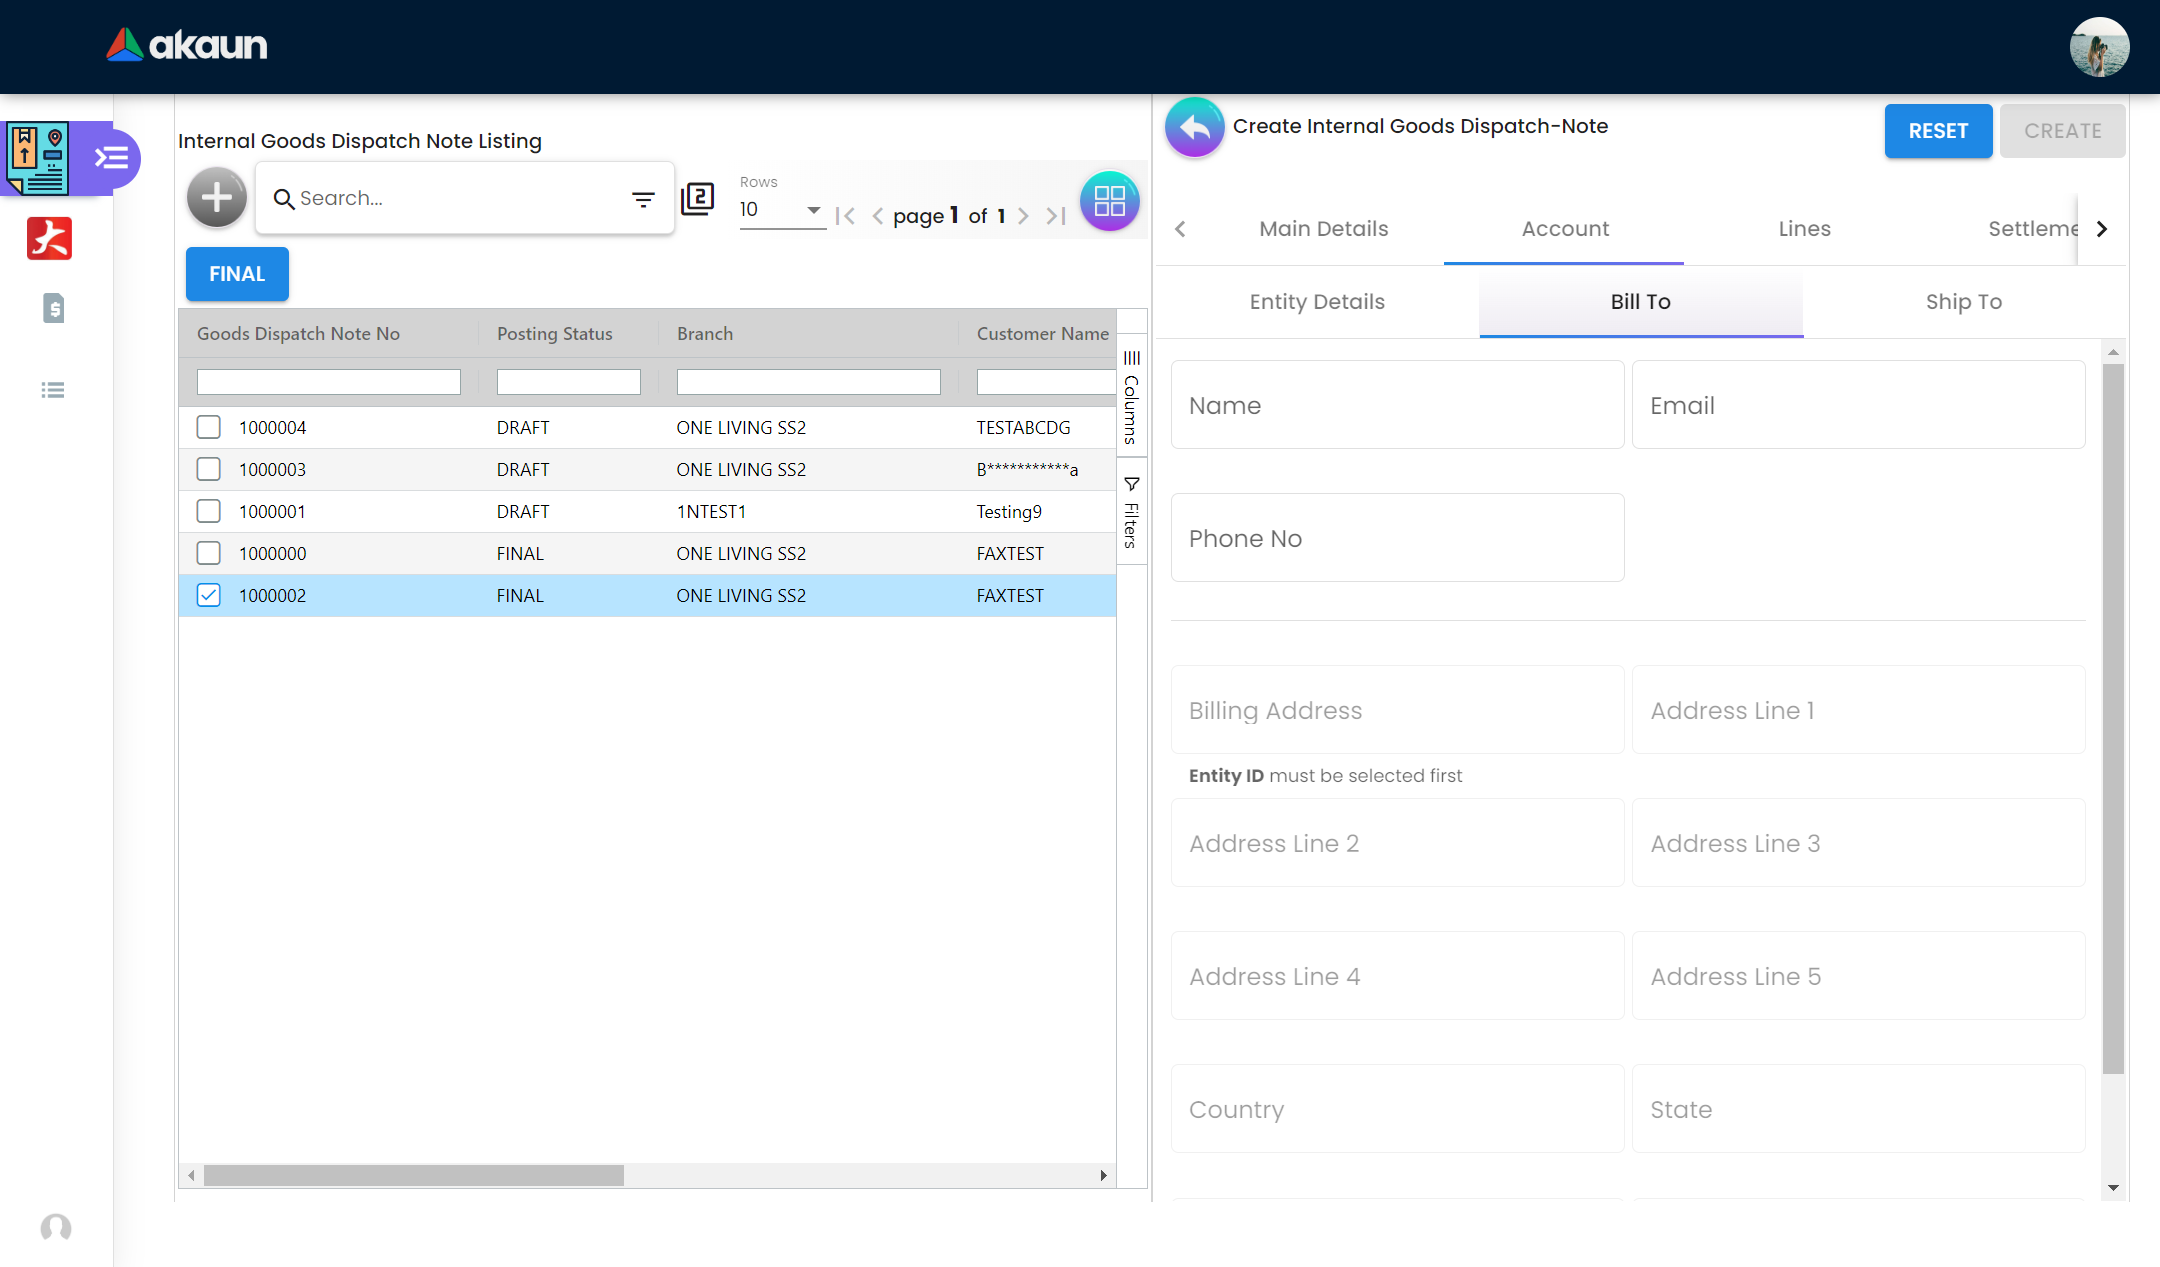 akaun
Internal Goods Dispatch Note Listing
Search...
2
Rows
10
page 1 of 1
FINAL
Goods Dispatch Note No Posting Status Branch Customer Name
1000004 DRAFT ONE LIVING SS2 TESTABCDG
1000003 DRAFT ONE LIVING SS2 B***********a
1000001 DRAFT 1NTEST1 Testing9
1000000 FINAL ONE LIVING SS2 FAXTEST
1000002 FINAL ONE LIVING SS2 FAXTEST
Columns
Filters
Create Internal Goods Dispatch-Note
RESET
CREATE
Main Details Account Lines Settleme
Entity Details Bill To Ship To
Name Email
Phone No
Billing Address Address Line 1
Entity ID must be selected first
Address Line 2 Address Line 3
Address Line 4 Address Line 5
Country State